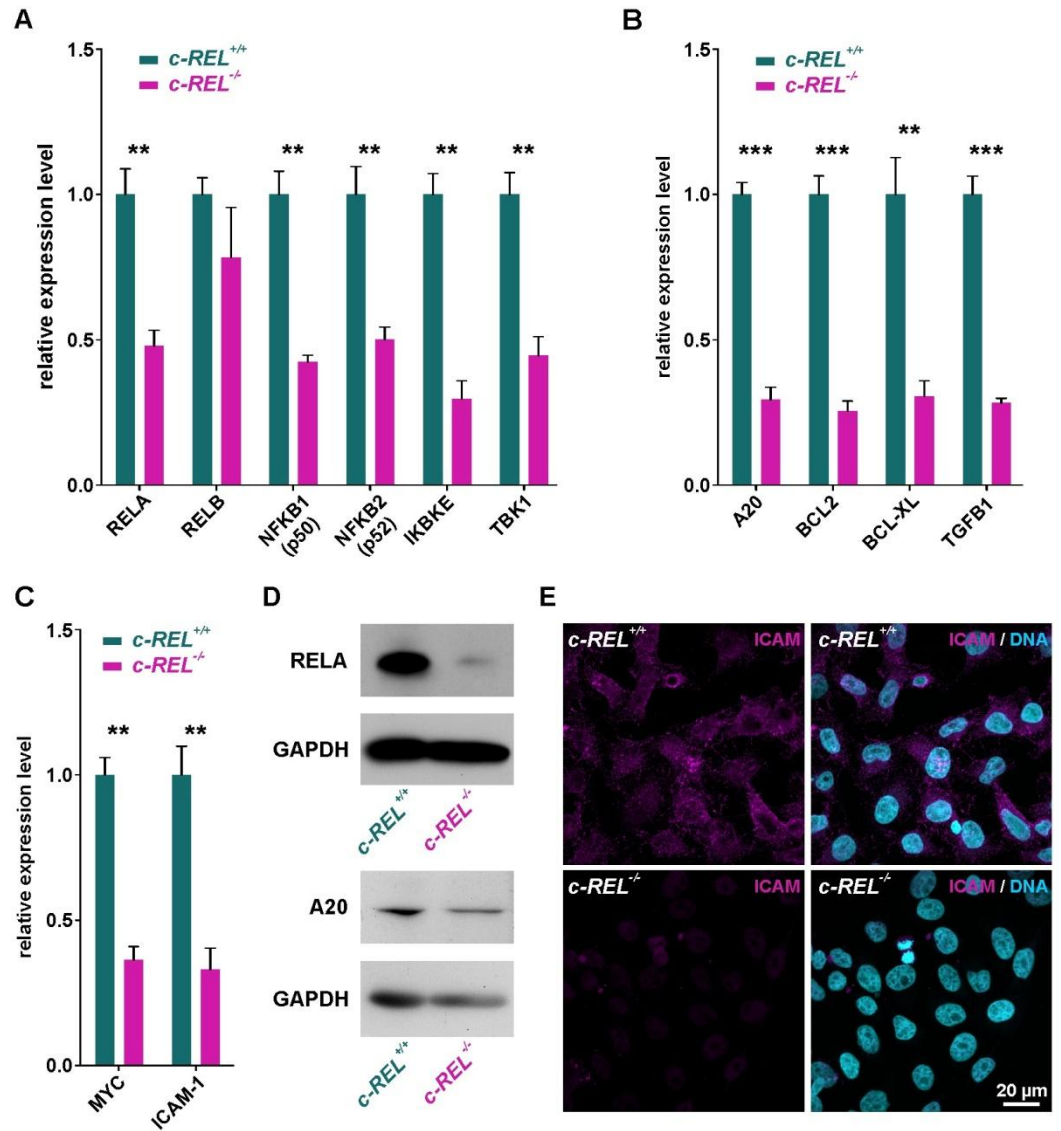 A
relative expression level
1.5
1.0
0.5
0.0
c-REL+/+
c-REL-/-
**
**
**
**
**
RELA
RELB
NFKB1
(p50)
NFKB2
(p52)
IKBKE
TBK1
B
relative expression level
1.5
1.0
0.5
0.0
c-REL+/+
c-REL-/-
***
***
**
***
A20
BCL2
BCL-XL
TGFB1
C
relative expression level
1.5
1.0
0.5
0.0
c-REL+/+
c-REL-/-
**
**
MYC
ICAM-1
D
RELA
GAPDH
c-REL+/+
c-REL-/-
A20
GAPDH
c-REL+/+
c-REL-/-
E
c-REL+/+ ICAM
c-REL+/+ ICAM / DNA
c-REL-/- ICAM
c-REL-/- ICAM / DNA
20 µm